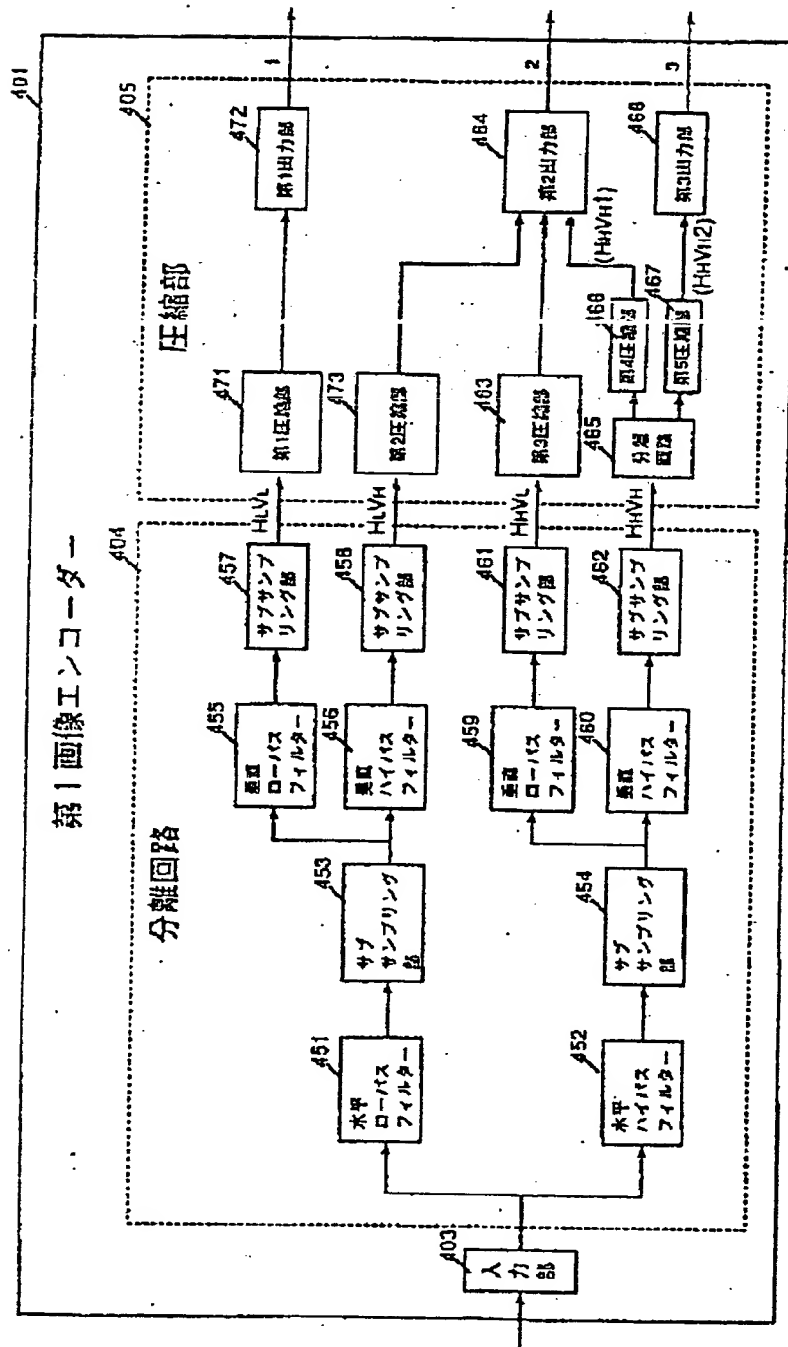 第1画像エンコーダー
401
403
入
力
部
404
分離回路
451
水平
ローパス
フィルター
452
水平
ハイパス
フィルター
453
サブ
サンプリング
部
454
サブ
サンプリング
部
455
垂直
ローパス
フィルター
456
垂直
ハイパス
フィルター
459
垂直
ローパス
フィルター
460
垂直
ハイパス
フィルター
457
サブサンプ
リング部
458
サブサンプ
リング部
461
サブサンプ
リング部
462
サブサンプ
リング部
HLVL
HLVH
HHVL
HHVH
405
圧縮部
471
第1圧縮部
473
第2圧縮部
463
第3圧縮部
465
分離
回路
468
第4圧縮部
467
第5圧縮部
(HHVH1)
(HHVH2)
472
第1出力部
464
第2出力部
466
第3出力部
1
2
3